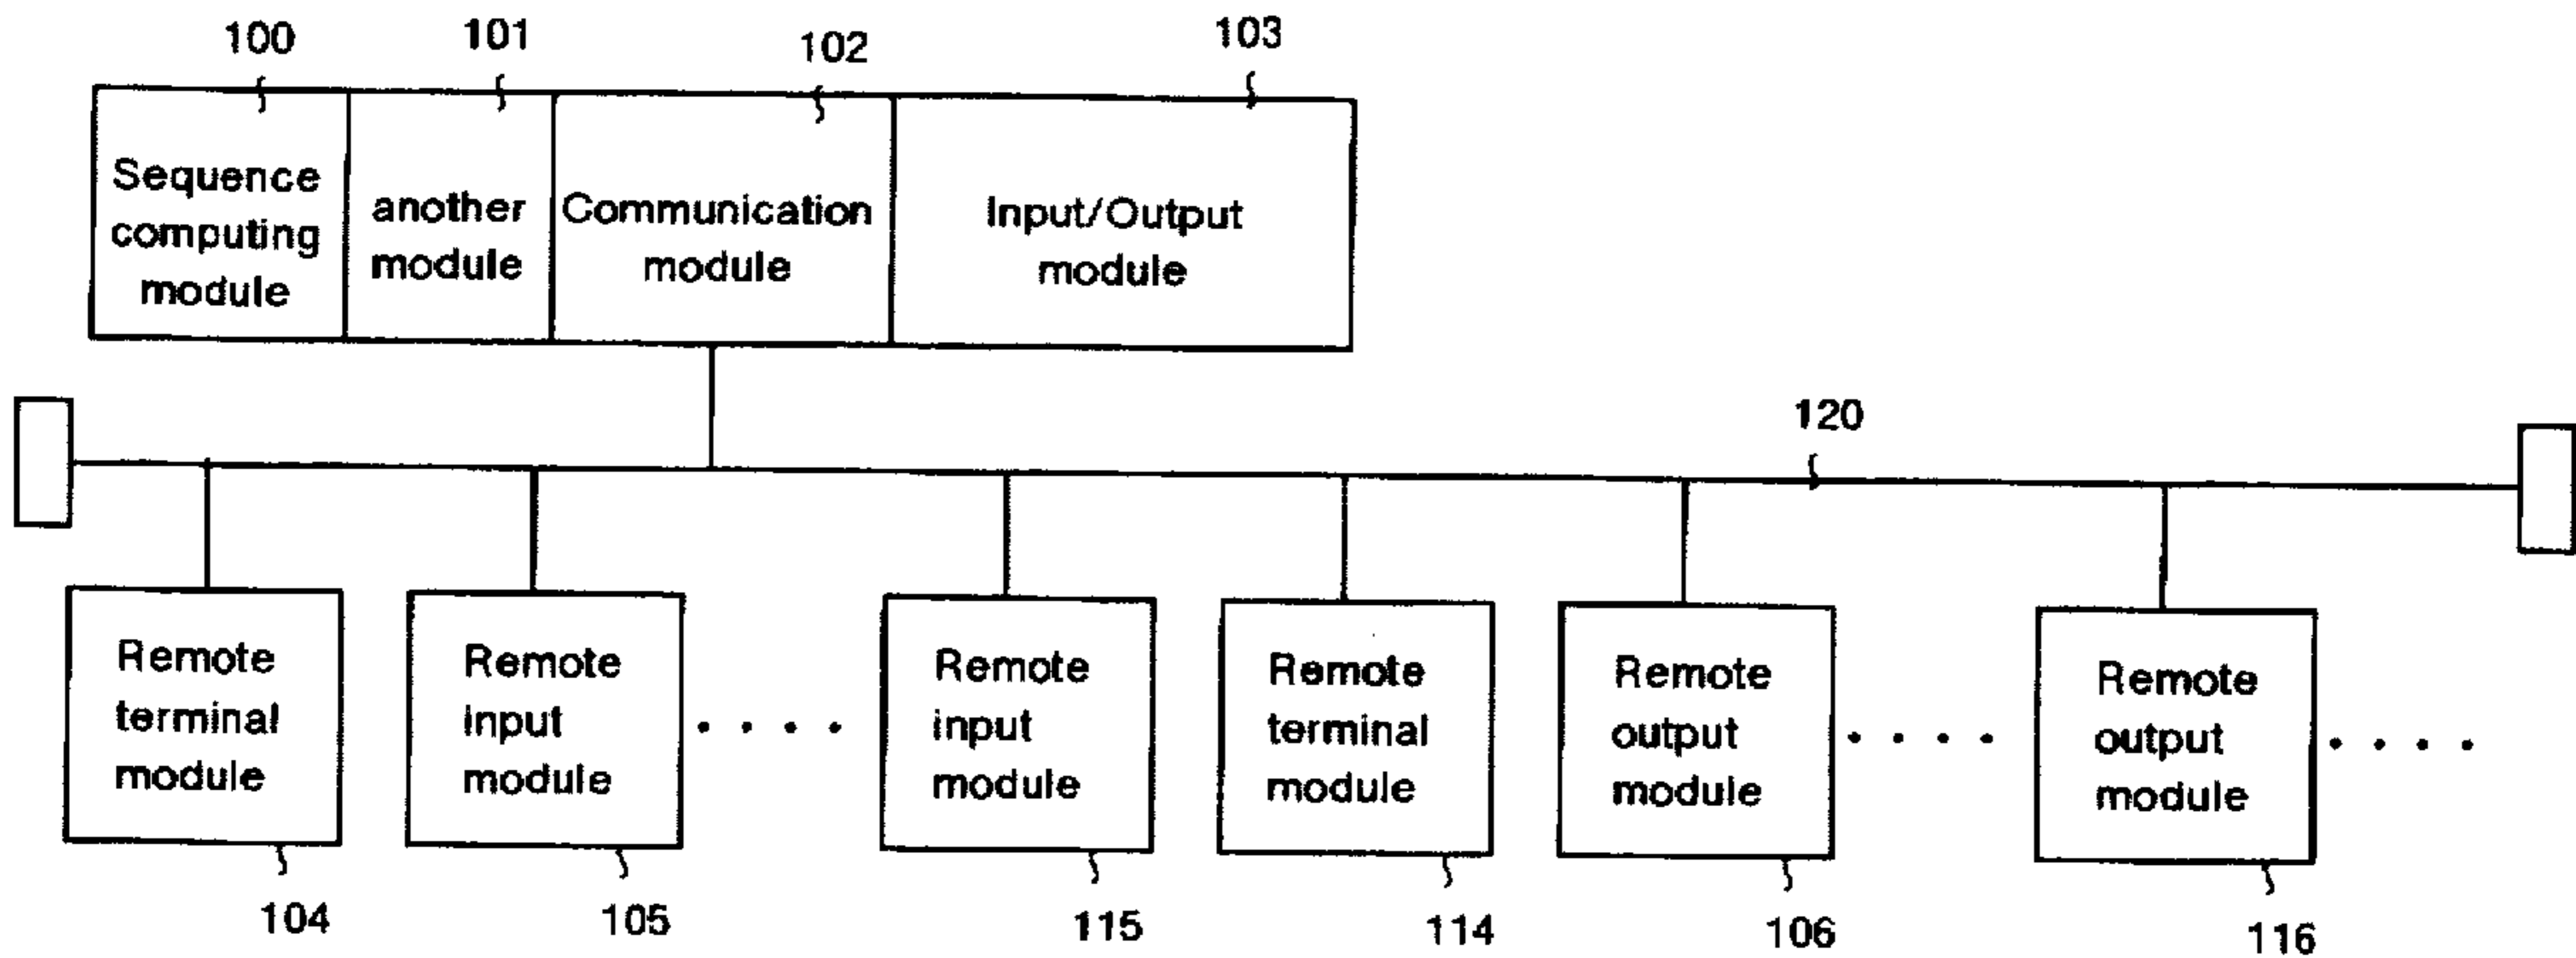 100
101
102
103
Sequence
computing
module
another
module
Communication
module
Input/Output
module
120
Remote
terminal
module
Remote
input
module
Remote
input
module
Remote
terminal
module
Remote
output
module
Remote
output
module
104
105
115
114
106
116